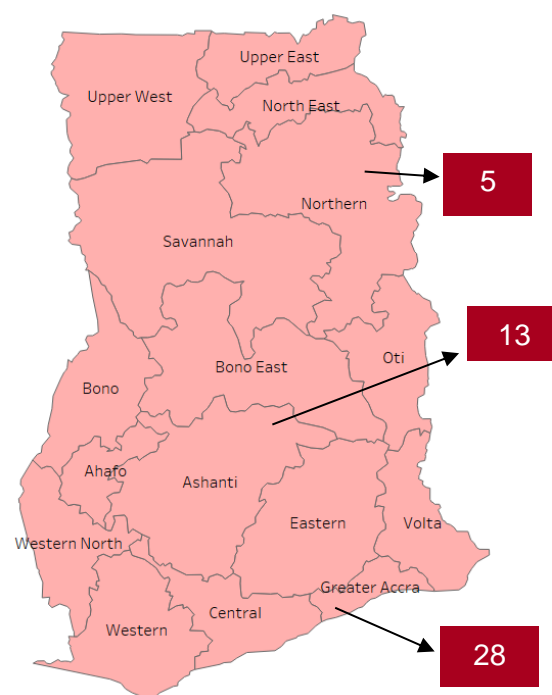 Upper East
Upper West
North East
5
Northern
Savannah
13
Oti
Bono East
Bono
Ahafo
Ashanti
Eastern
Volta
Western North
Greater Accra
Central
Western
28